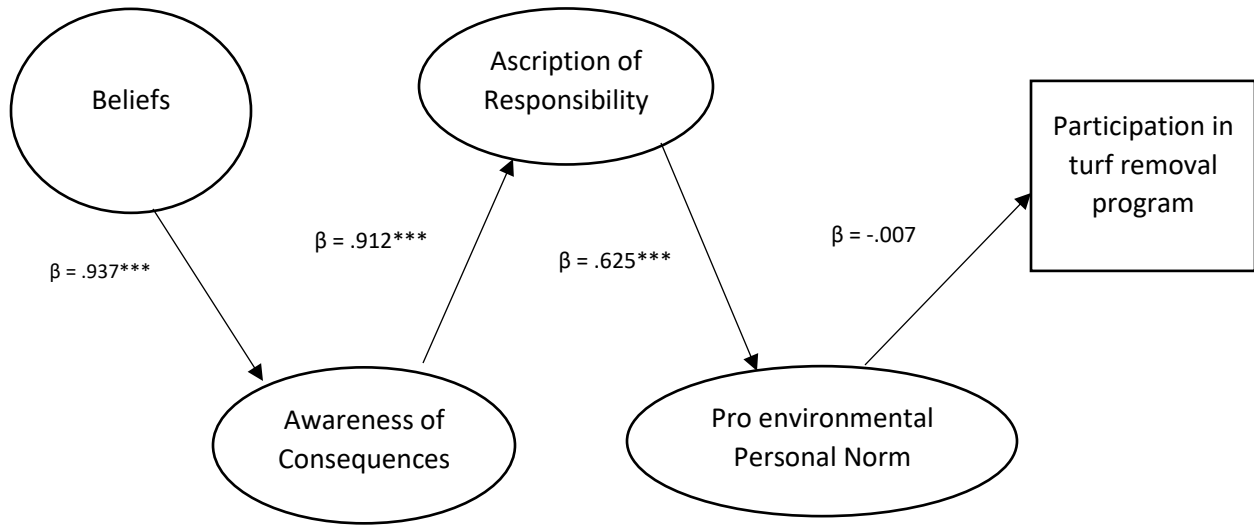 Beliefs
Ascription of
Responsibility
Participation in
turf removal
program
β = .937***
β = .912***
β = .625***
β = -.007
Awareness of
Consequences
Pro environmental
Personal Norm